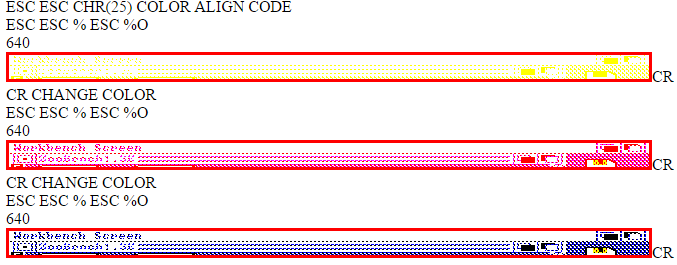 ESC ESC CHR(25) COLOR ALIGN CODE
ESC ESC % ESC %O
640
CR
CR CHANGE COLOR
ESC ESC % ESC %O
640
Workbench Screen
CR
CR CHANGE COLOR
ESC ESC % ESC %O
640
Workbench Screen
CR